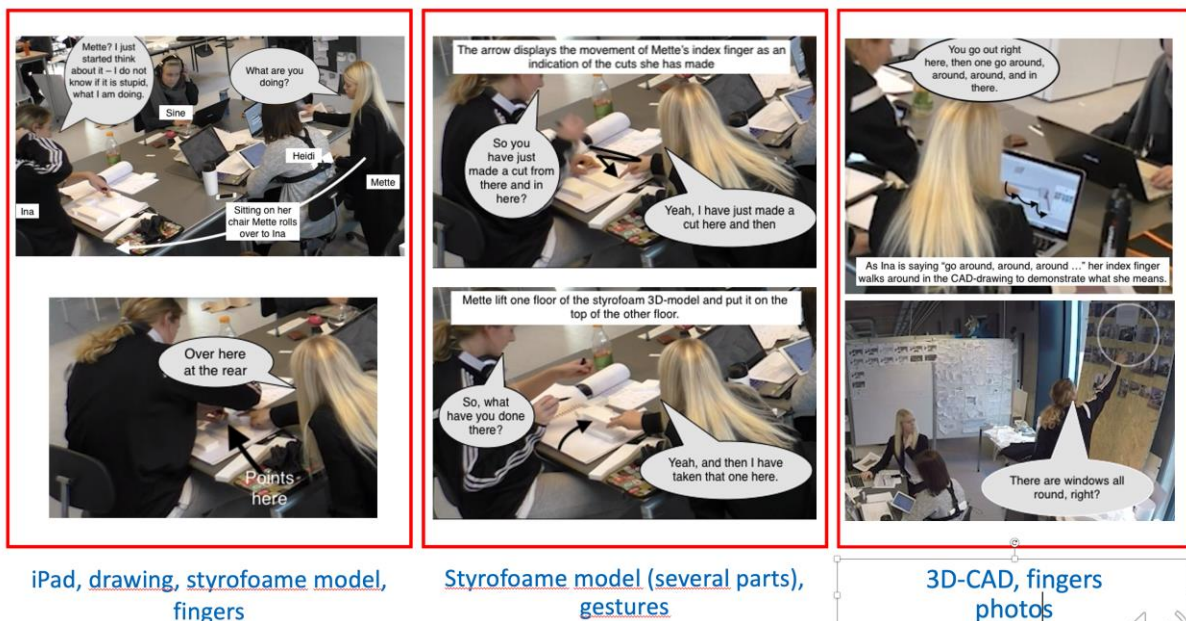 Mette? I just
started think
about it – I do not
know if it is stupid,
what I am doing.
What are you
doing?
Sine
Heidi
Mette
Ina
Sitting on her
chair Mette rolls
over to Ina
Over here
at the rear
Points
here
iPad, drawing, styrofoame model,
fingers
The arrow displays the movement of Mette's index finger as an
indication of the cuts she has made
So you
have just
made a cut from
there and in
here?
Yeah, I have just made a
cut here and then
Mette lift one floor of the styrofoam 3D-model and put it on the
top of the other floor.
So, what
have you done
there?
Yeah, and then I have
taken that one here.
Styrofoame model (several parts),
gestures
You go out right
here, then one go around,
around, around, and in
there.
As Ina is saying "go around, around, around ..." her index finger
walks around in the CAD-drawing to demonstrate what she means.
There are windows all
round, right?
3D-CAD, fingers
photos